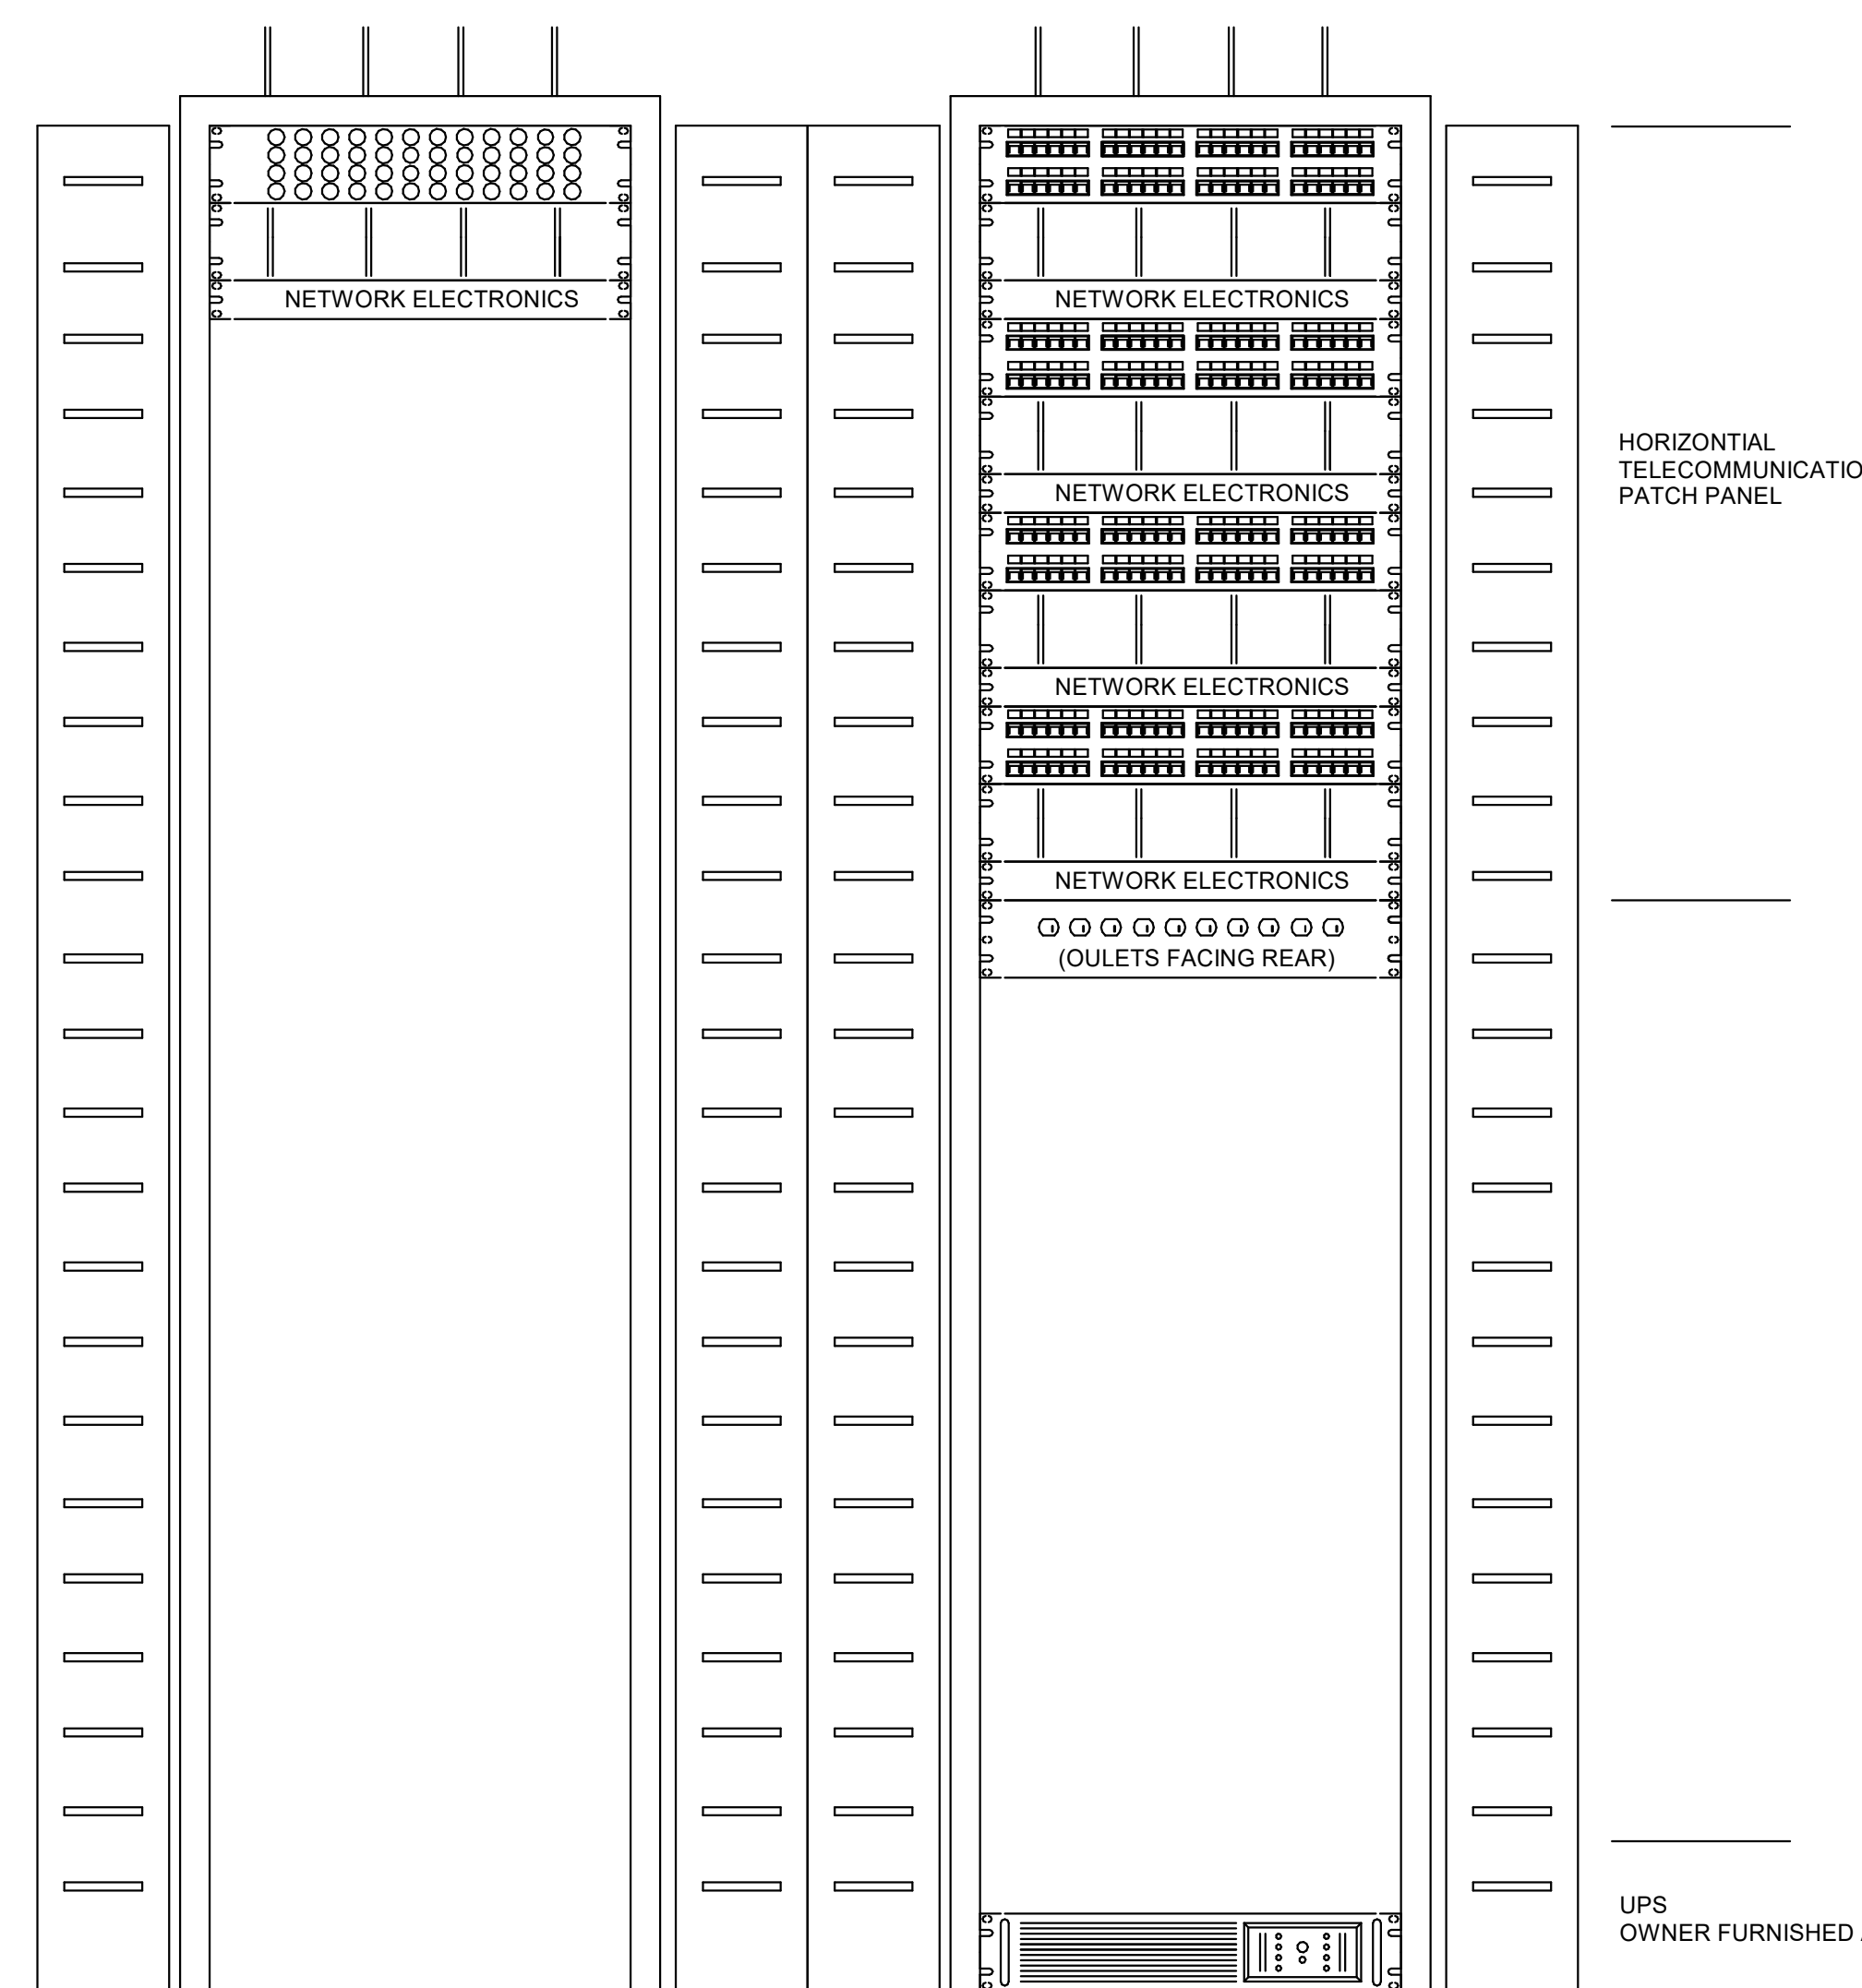 NETWORK ELECTRONICS
NETWORK ELECTRONICS
NETWORK ELECTRONICS
NETWORK ELECTRONICS
NETWORK ELECTRONICS
(OULETS FACING REAR)
HORIZONTIAL
TELECOMMUNICATIO
PATCH PANEL
UPS
OWNER FURNISHED